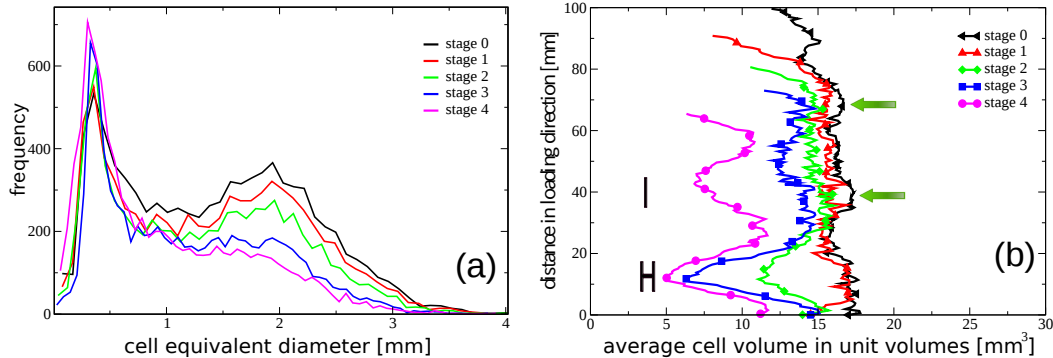 600
400
200
0
frequency
stage 0
stage 1
stage 2
stage 3
stage 4
(a)
1
2
3
4
cell equivalent diameter [mm]
100
80
60
40
20
0
distance in loading direction [mm]
stage 0
stage 1
stage 2
stage 3
stage 4
I
H
(b)
0
5
10
15
20
25
30
average cell volume in unit volumes [mm³]